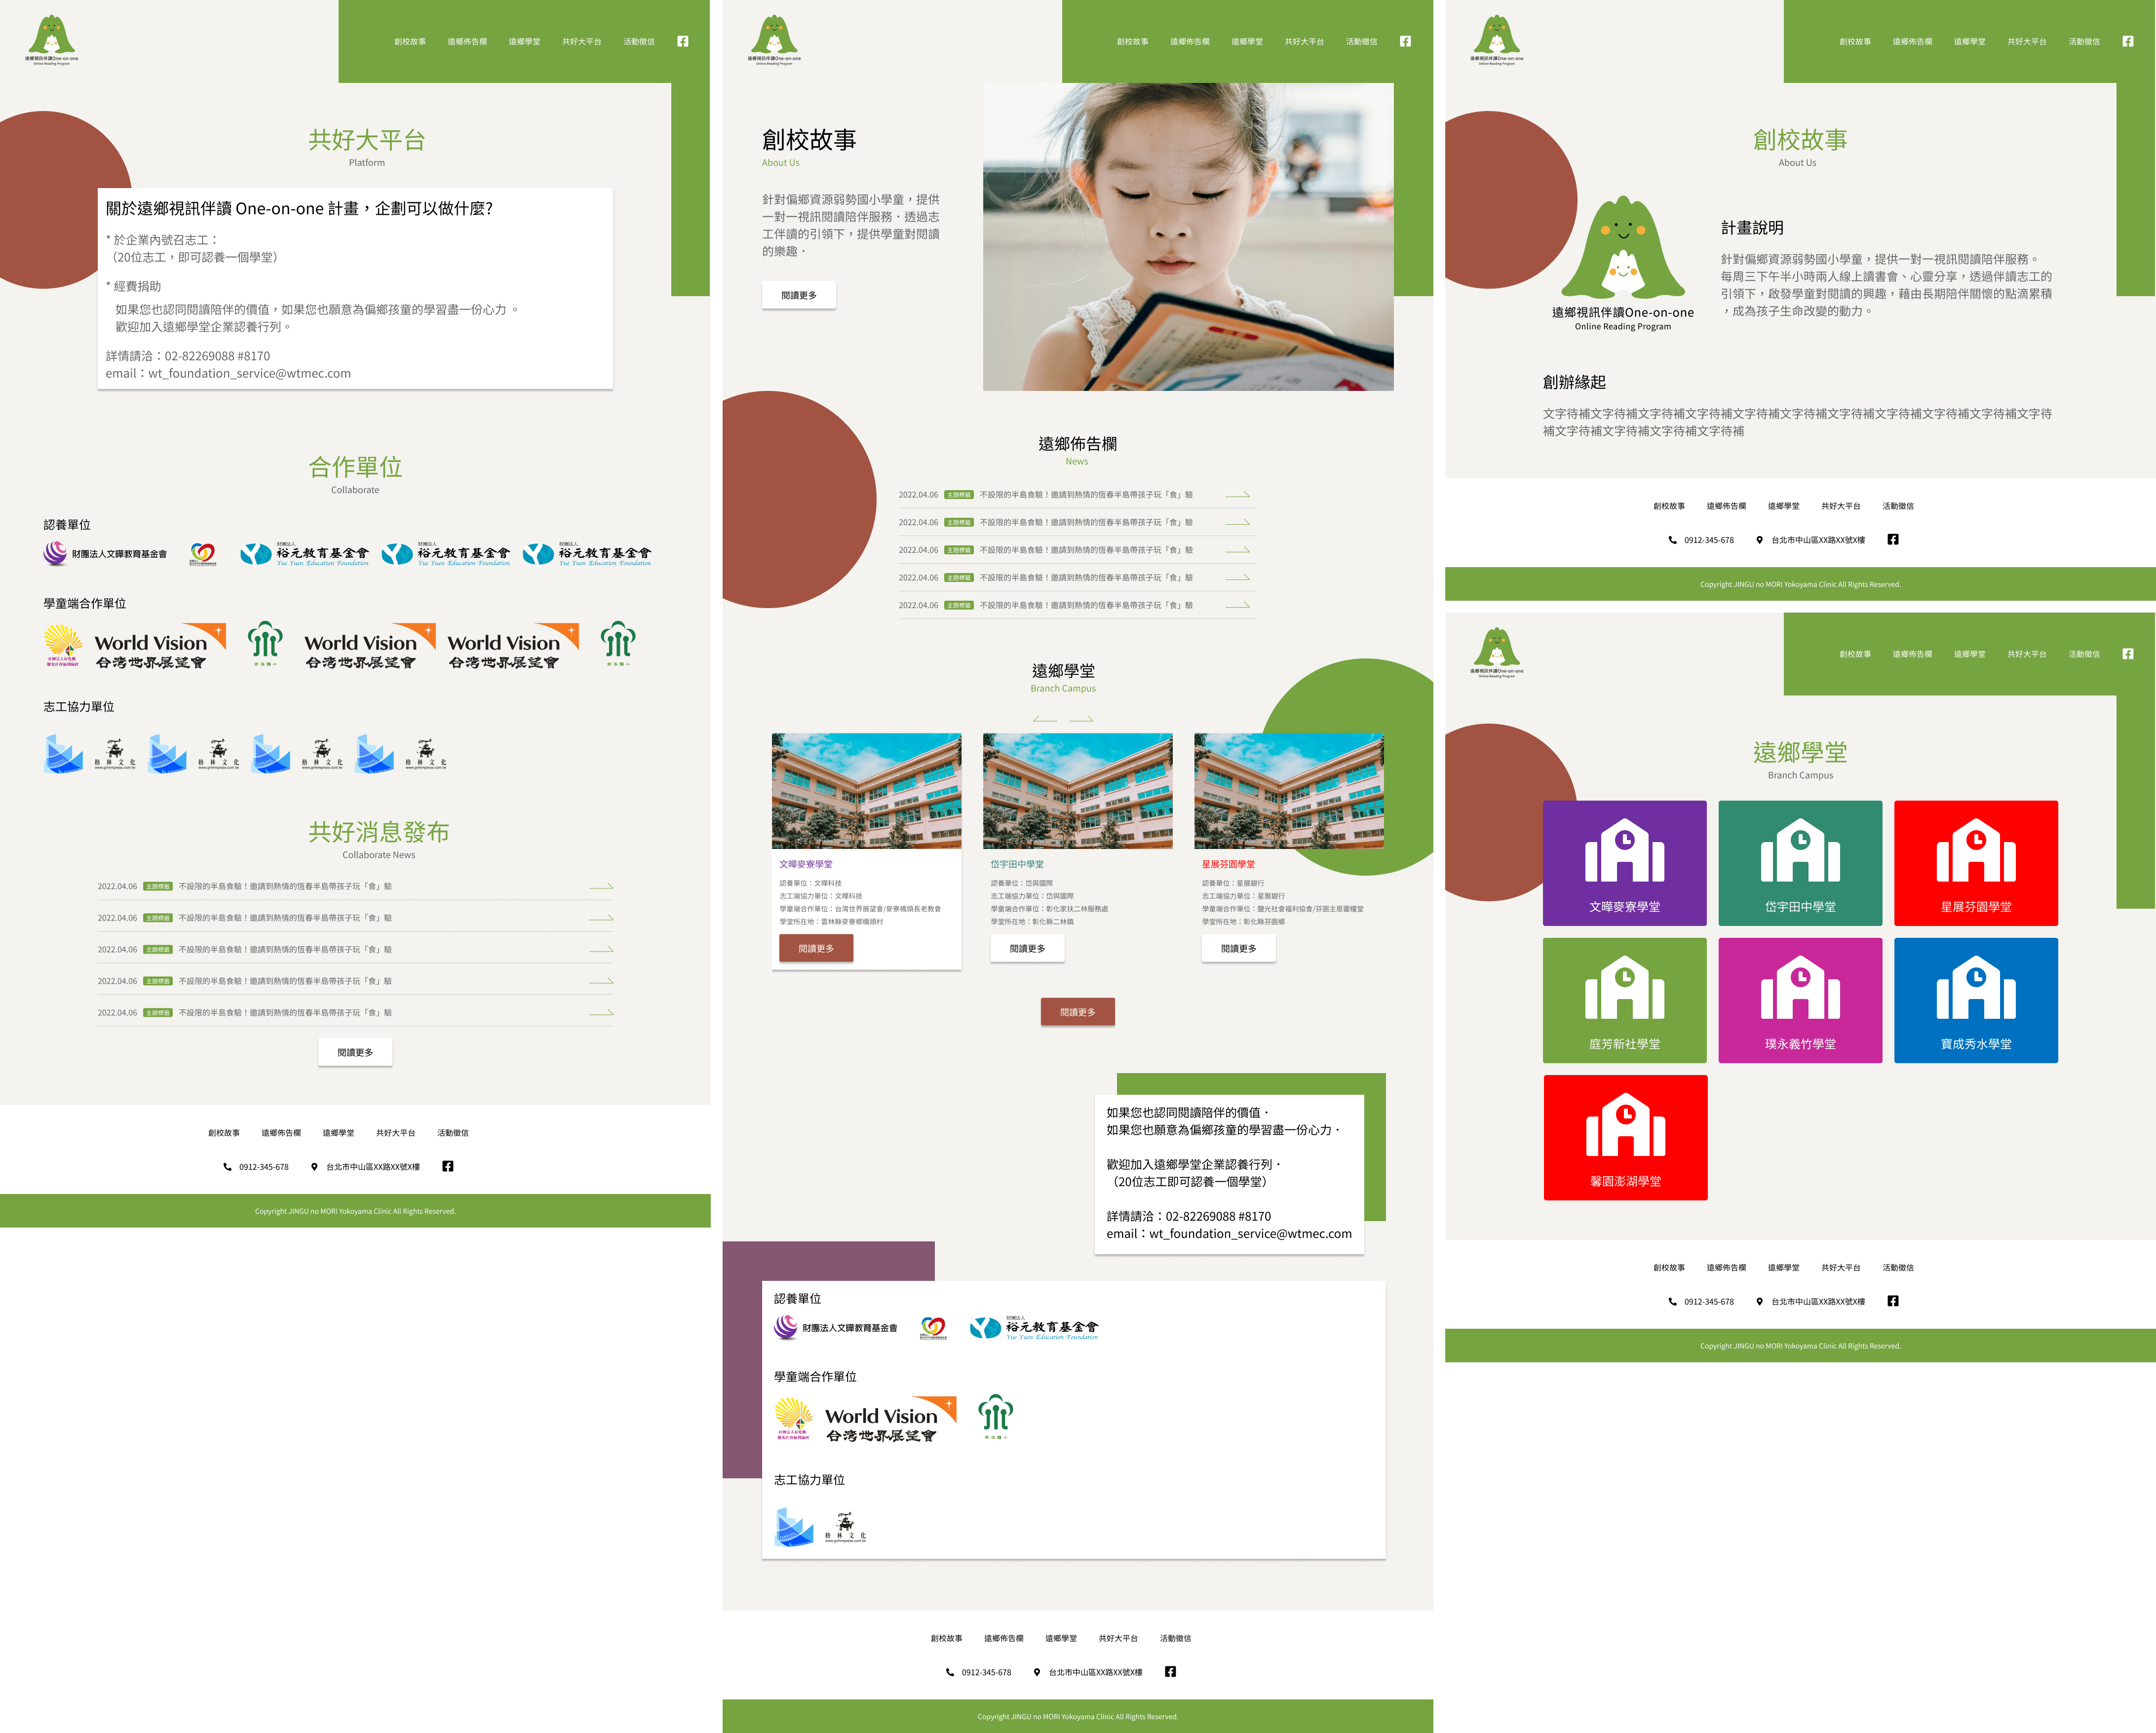 遠鄉視訊伴讀One-on-one
Online Reading Program
創校故事 遠鄉佈告欄 遠鄉學堂 共好大平台 活動徵信
共好大平台
Platform
關於遠鄉視訊伴讀 One-on-one 計畫，企劃可以做什麼?
* 於企業內號召志工：
（20位志工，即可認養一個學堂）
* 經費捐助
如果您也認同閱讀陪伴的價值，如果您也願意為偏鄉孩童的學習盡一份心力 。
歡迎加入遠鄉學堂企業認養行列。
詳情請洽：02-82269088 #8170
email：wt_foundation_service@wtmec.com
合作單位
Collaborate
認養單位
財團法人文曄教育基金會
財團法人
裕元教育基金會
Yue Yuen Education Foundation
財團法人
裕元教育基金會
Yue Yuen Education Foundation
財團法人
裕元教育基金會
Yue Yuen Education Foundation
學童端合作單位
World Vision
台灣世界展望會
World Vision
台灣世界展望會
World Vision
台灣世界展望會
志工協力單位
格林文化
www.grimmpress.com.tw
格林文化
www.grimmpress.com.tw
格林文化
www.grimmpress.com.tw
格林文化
www.grimmpress.com.tw
共好消息發布
Collaborate News
2022.04.06 主題標籤 不設限的半島食驗！邀請到熱情的恆春半島帶孩子玩「食」驗
2022.04.06 主題標籤 不設限的半島食驗！邀請到熱情的恆春半島帶孩子玩「食」驗
2022.04.06 主題標籤 不設限的半島食驗！邀請到熱情的恆春半島帶孩子玩「食」驗
2022.04.06 主題標籤 不設限的半島食驗！邀請到熱情的恆春半島帶孩子玩「食」驗
2022.04.06 主題標籤 不設限的半島食驗！邀請到熱情的恆春半島帶孩子玩「食」驗
閱讀更多
創校故事 遠鄉佈告欄 遠鄉學堂 共好大平台 活動徵信
0912-345-678 台北市中山區XX路XX號X樓
Copyright JINGU no MORI Yokoyama Clinic All Rights Reserved.
遠鄉視訊伴讀One-on-one
Online Reading Program
創校故事 遠鄉佈告欄 遠鄉學堂 共好大平台 活動徵信
創校故事
About Us
針對偏鄉資源弱勢國小學童，提供
一對一視訊閱讀陪伴服務．透過志
工伴讀的引領下，提供學童對閱讀
的樂趣．
閱讀更多
遠鄉佈告欄
News
2022.04.06 主題標籤 不設限的半島食驗！邀請到熱情的恆春半島帶孩子玩「食」驗
2022.04.06 主題標籤 不設限的半島食驗！邀請到熱情的恆春半島帶孩子玩「食」驗
2022.04.06 主題標籤 不設限的半島食驗！邀請到熱情的恆春半島帶孩子玩「食」驗
2022.04.06 主題標籤 不設限的半島食驗！邀請到熱情的恆春半島帶孩子玩「食」驗
2022.04.06 主題標籤 不設限的半島食驗！邀請到熱情的恆春半島帶孩子玩「食」驗
遠鄉學堂
Branch Campus
文曄麥寮學堂
認養單位：文曄科技
志工端協力單位：文曄科技
學童端合作單位：台灣世界展望會/麥寮橋頭長老教會
學堂所在地：雲林縣麥寮鄉橋頭村
閱讀更多
岱宇田中學堂
認養單位：岱與國際
志工端協力單位：岱與國際
學童端合作單位：彰化家扶二林服務處
學堂所在地：彰化縣二林鎮
閱讀更多
星展芬園學堂
認養單位：星展銀行
志工端協力單位：星展銀行
學童端合作單位：鹽光社會福利協會/芬園主恩靈糧堂
學堂所在地：彰化縣芬園鄉
閱讀更多
閱讀更多
如果您也認同閱讀陪伴的價值．
如果您也願意為偏鄉孩童的學習盡一份心力．
歡迎加入遠鄉學堂企業認養行列．
（20位志工即可認養一個學堂）
詳情請洽：02-82269088 #8170
email：wt_foundation_service@wtmec.com
認養單位
財團法人文曄教育基金會
財團法人
裕元教育基金會
Yue Yuen Education Foundation
學童端合作單位
World Vision
台灣世界展望會
志工協力單位
格林文化
www.grimmpress.com.tw
創校故事 遠鄉佈告欄 遠鄉學堂 共好大平台 活動徵信
0912-345-678 台北市中山區XX路XX號X樓
Copyright JINGU no MORI Yokoyama Clinic All Rights Reserved.
遠鄉視訊伴讀One-on-one
Online Reading Program
創校故事 遠鄉佈告欄 遠鄉學堂 共好大平台 活動徵信
創校故事
About Us
遠鄉視訊伴讀One-on-one
Online Reading Program
計畫說明
針對偏鄉資源弱勢國小學童，提供一對一視訊閱讀陪伴服務。
每周三下午半小時兩人線上讀書會、心靈分享，透過伴讀志工的
引領下，啟發學童對閱讀的興趣，藉由長期陪伴關懷的點滴累積
，成為孩子生命改變的動力。
創辦緣起
文字待補文字待補文字待補文字待補文字待補文字待補文字待補文字待補文字待補文字待補文字待
補文字待補文字待補文字待補文字待補
創校故事 遠鄉佈告欄 遠鄉學堂 共好大平台 活動徵信
0912-345-678 台北市中山區XX路XX號X樓
Copyright JINGU no MORI Yokoyama Clinic All Rights Reserved.
遠鄉視訊伴讀One-on-one
Online Reading Program
創校故事 遠鄉佈告欄 遠鄉學堂 共好大平台 活動徵信
遠鄉學堂
Branch Campus
文曄麥寮學堂
岱宇田中學堂
星展芬園學堂
庭芳新社學堂
璞永義竹學堂
寶成秀水學堂
馨園澎湖學堂
創校故事 遠鄉佈告欄 遠鄉學堂 共好大平台 活動徵信
0912-345-678 台北市中山區XX路XX號X樓
Copyright JINGU no MORI Yokoyama Clinic All Rights Reserved.